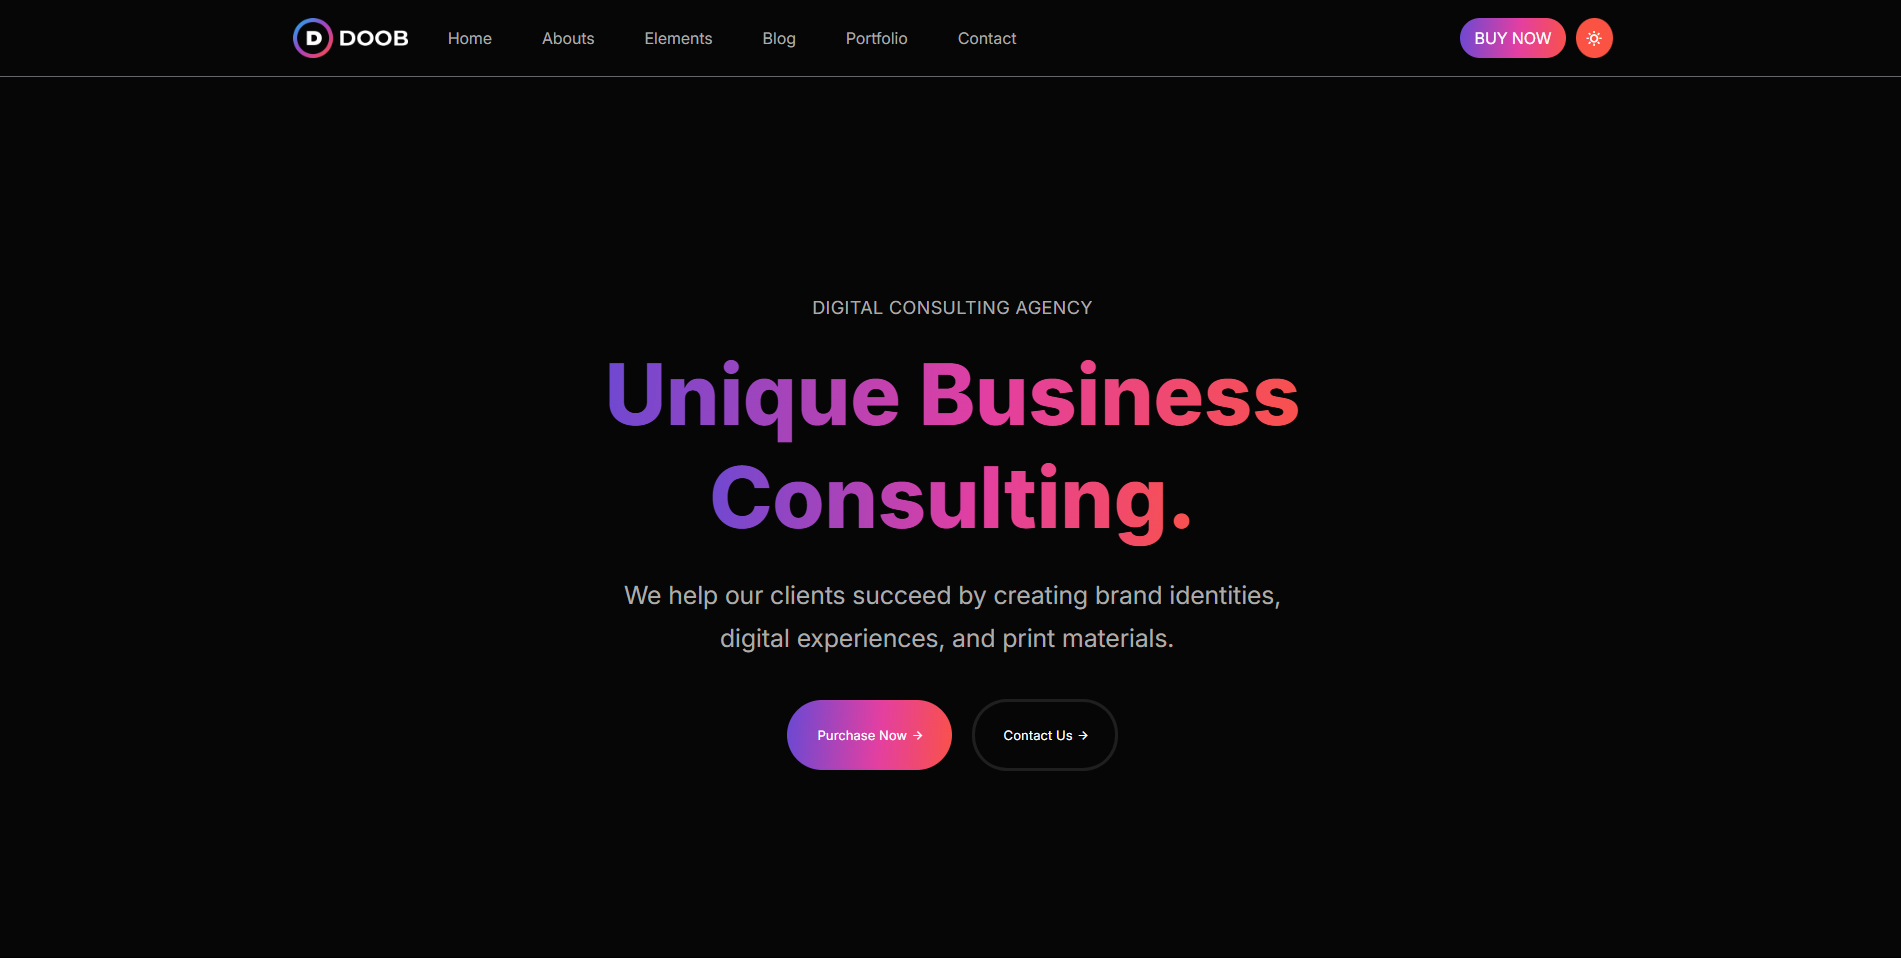 D DOOB Home Abouts Elements Blog Portfolio Contact BUY NOW
DIGITAL CONSULTING AGENCY
Unique Business
Consulting.
We help our clients succeed by creating brand identities,
digital experiences, and print materials.
Purchase Now → Contact Us →